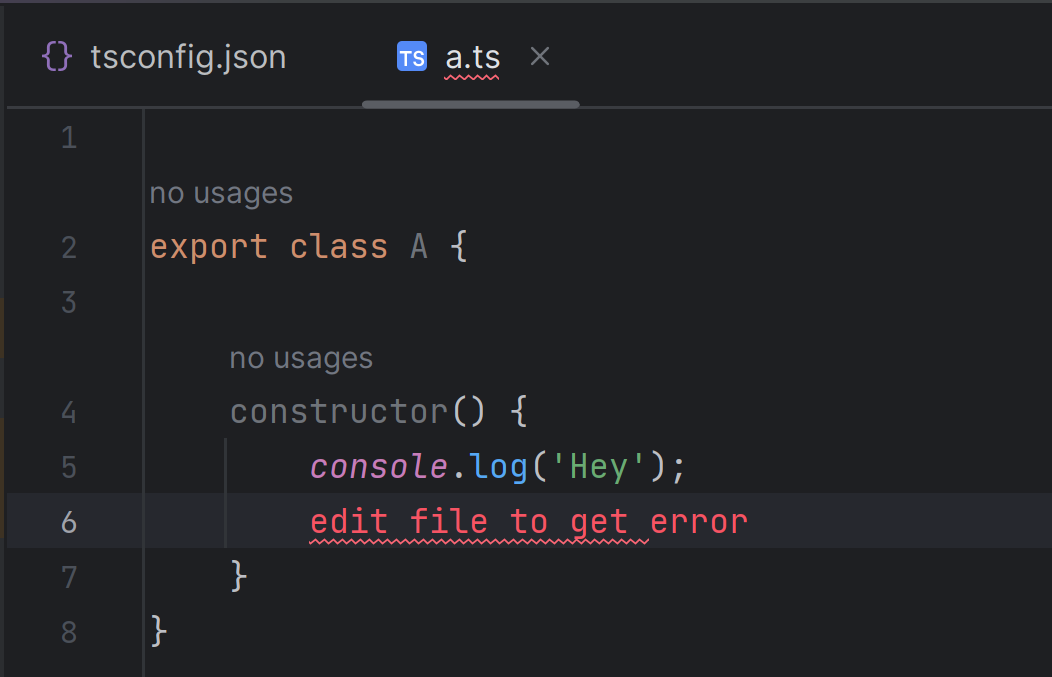 {} tsconfig.json TS a.ts ×
1
no usages
2 export class A {
3
no usages
4 constructor() {
5 console.log('Hey');
6 edit file to get error
7 }
8 }